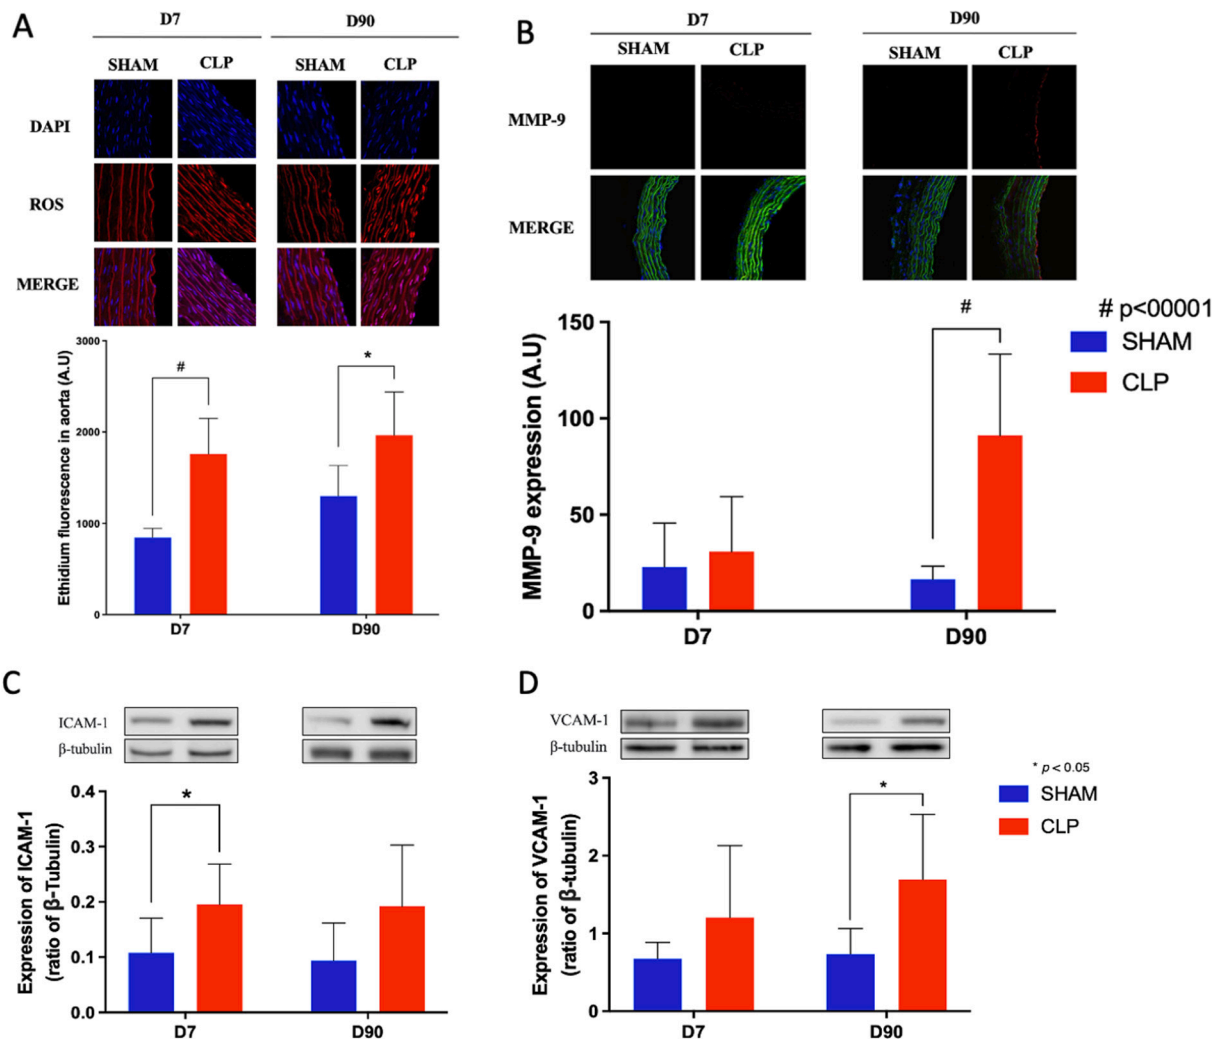 A
D7
D90
SHAM
CLP
SHAM
CLP
DAPI
ROS
MERGE
3000
2000
1000
0
Ethidium fluorescence in aorta (A.U)
#
*
D7
D90
B
D7
D90
SHAM
CLP
SHAM
CLP
MMP-9
MERGE
# p<00001
SHAM
CLP
150
100
50
0
MMP-9 expression (A.U)
#
D7
D90
C
ICAM-1
β-tubulin
0.4
0.3
0.2
0.1
0.0
Expression of ICAM-1
(ratio of β-Tubulin)
*
D7
D90
D
VCAM-1
β-tubulin
* p < 0.05
SHAM
CLP
3
2
1
0
Expression of VCAM-1
(ratio of β-tubulin)
*
D7
D90